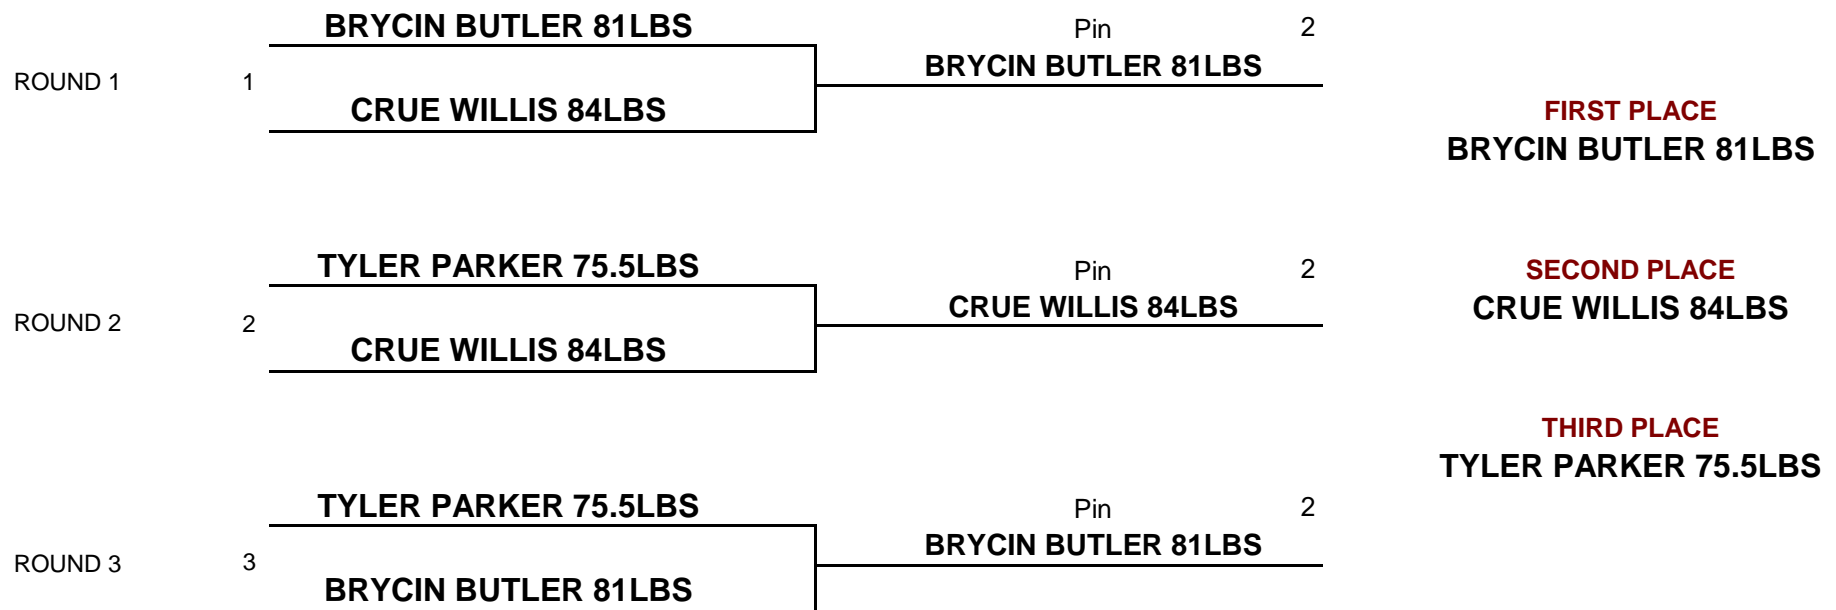 BRYCIN BUTLER 81LBS
Pin 2
BRYCIN BUTLER 81LBS
ROUND 1 1
CRUE WILLIS 84LBS
FIRST PLACE
BRYCIN BUTLER 81LBS
TYLER PARKER 75.5LBS
Pin 2
SECOND PLACE
CRUE WILLIS 84LBS
CRUE WILLIS 84LBS
ROUND 2 2
CRUE WILLIS 84LBS
THIRD PLACE
TYLER PARKER 75.5LBS
TYLER PARKER 75.5LBS
Pin 2
BRYCIN BUTLER 81LBS
ROUND 3 3
BRYCIN BUTLER 81LBS